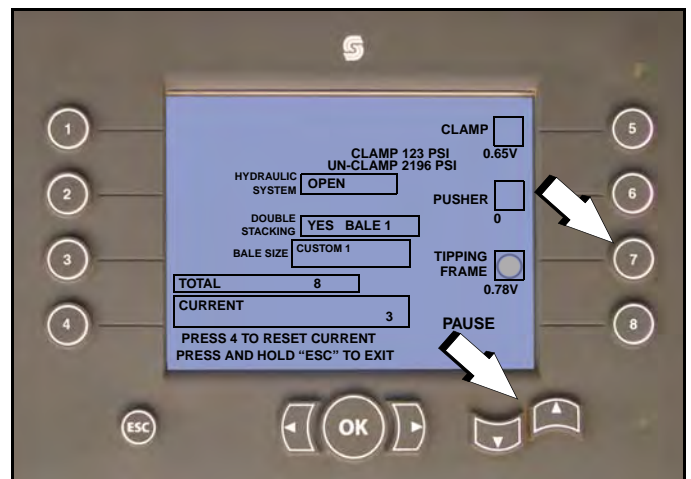 1
2
3
4
5
6
7
8
CLAMP
0.65V
CLAMP 123 PSI
UN-CLAMP 2196 PSI
HYDRAULIC
SYSTEM
OPEN
PUSHER
0
DOUBLE
STACKING
YES BALE 1
BALE SIZE
CUSTOM 1
TIPPING
FRAME
0.78V
TOTAL 8
CURRENT
3
PAUSE
PRESS 4 TO RESET CURRENT
PRESS AND HOLD “ESC” TO EXIT
ESC
OK